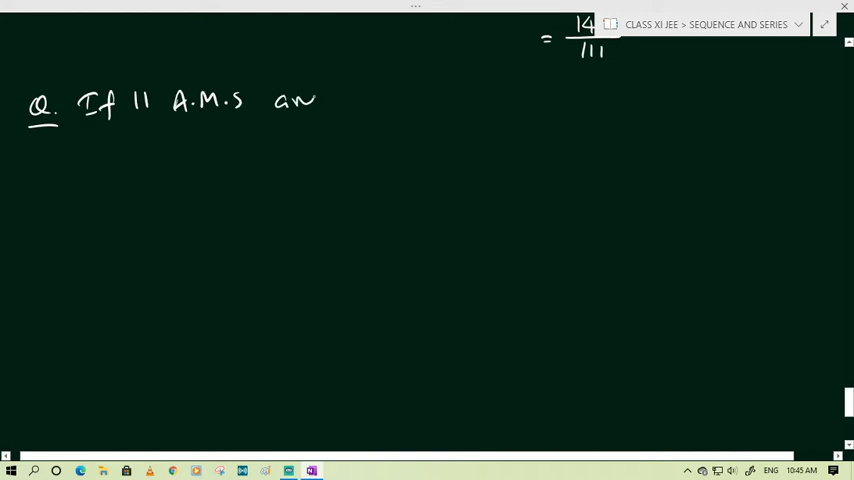 CLASS XI JEE > SEQUENCE AND SERIES
= 14
111
Q. If 11 A.M.S an
ENG 10:45 AM